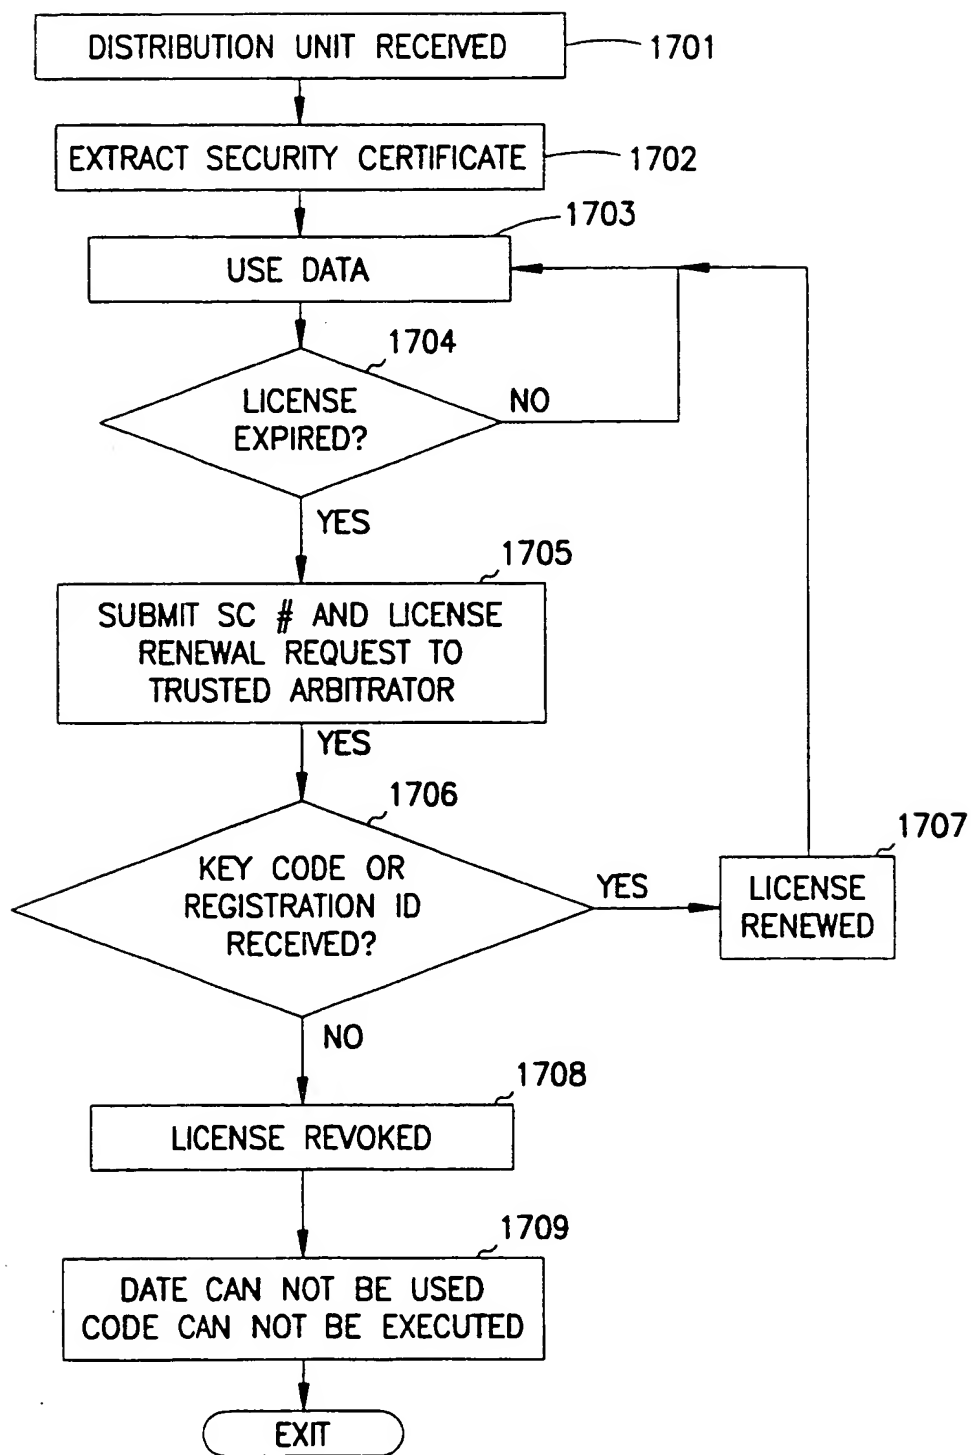 DISTRIBUTION UNIT RECEIVED
1701
EXTRACT SECURITY CERTIFICATE
1702
1703
USE DATA
1704
LICENSE
EXPIRED?
NO
YES
1705
SUBMIT SC # AND LICENSE
RENEWAL REQUEST TO
TRUSTED ARBITRATOR
YES
1706
KEY CODE OR
REGISTRATION ID
RECEIVED?
YES
1707
LICENSE
RENEWED
NO
1708
LICENSE REVOKED
1709
DATE CAN NOT BE USED
CODE CAN NOT BE EXECUTED
EXIT